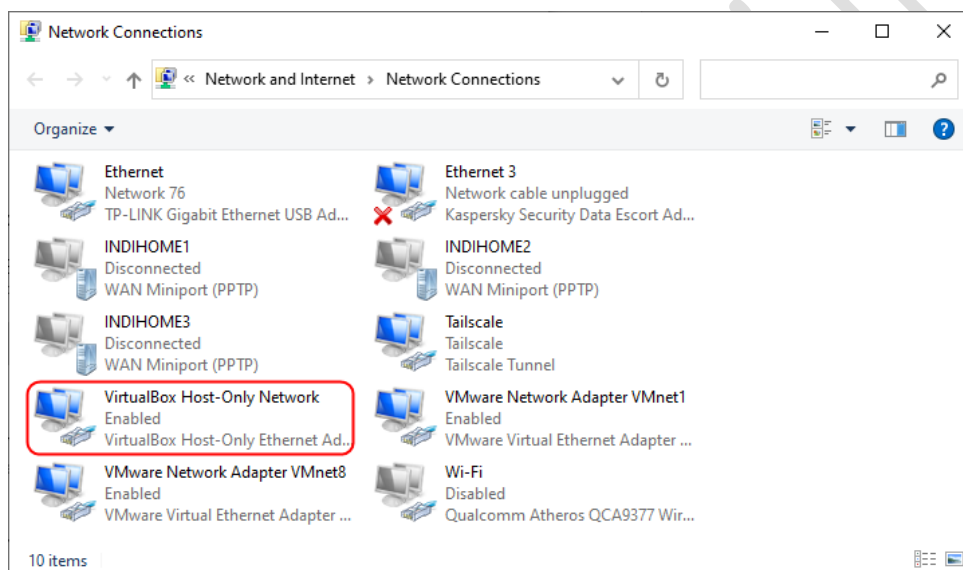 Network Connections
« Network and Internet > Network Connections
Organize
Ethernet
Network 76
TP-LINK Gigabit Ethernet USB Ad...
Ethernet 3
Network cable unplugged
Kaspersky Security Data Escort Ad...
INDIHOME1
Disconnected
WAN Miniport (PPTP)
INDIHOME2
Disconnected
WAN Miniport (PPTP)
INDIHOME3
Disconnected
WAN Miniport (PPTP)
Tailscale
Tailscale
Tailscale Tunnel
VirtualBox Host-Only Network
Enabled
VirtualBox Host-Only Ethernet Ad...
VMware Network Adapter VMnet1
Enabled
VMware Virtual Ethernet Adapter ...
VMware Network Adapter VMnet8
Enabled
VMware Virtual Ethernet Adapter ...
Wi-Fi
Disabled
Qualcomm Atheros QCA9377 Wir...
10 items